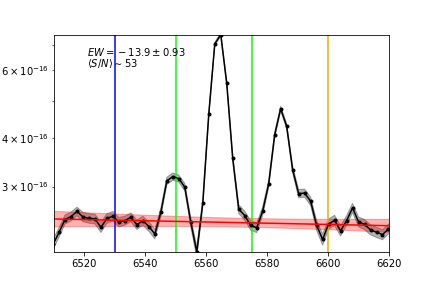 EW = −13.9 ± 0.93
⟨S/N⟩ ~ 53
6 × 10⁻¹⁶
4 × 10⁻¹⁶
3 × 10⁻¹⁶
6520 6540 6560 6580 6600 6620